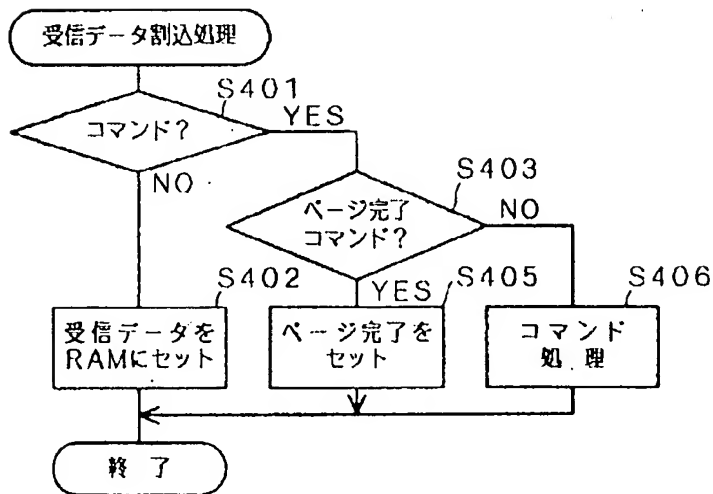 受信データ割込処理
S401
コマンド?
YES
NO
S403
ページ完了
コマンド?
NO
YES
S402
受信データを
RAMにセット
S405
ページ完了を
セット
S406
コマンド
処理
終了